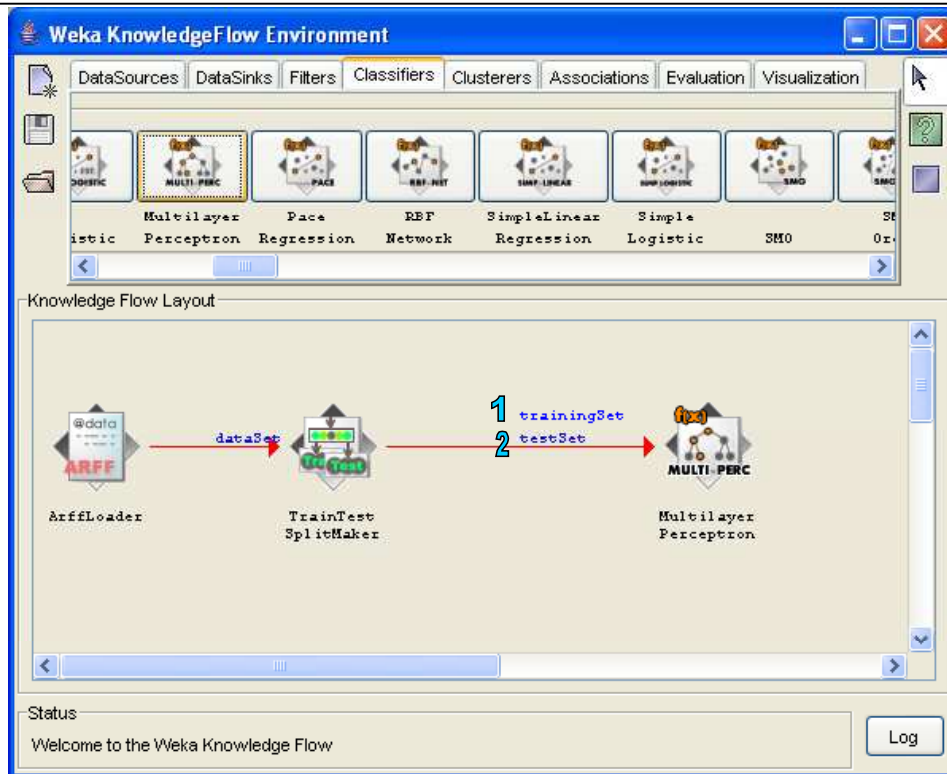 Weka KnowledgeFlow Environment
DataSources DataSinks Filters Classifiers Clusterers Associations Evaluation Visualization
MULTI-PERC PACE RBF-NET SIMP-LINEAR SIMP-LOGISTIC SMO
Multilayer Pace RBF SimpleLinear Simple
istic Perceptron Regression Network Regression Logistic SMO
Knowledge Flow Layout
1 trainingSet
2 testSet
dataSet
@data
ARFF
Test
f(x)
MULTI-PERC
ArffLoader
TrainTest
SplitMaker
Multilayer
Perceptron
Status
Welcome to the Weka Knowledge Flow
Log